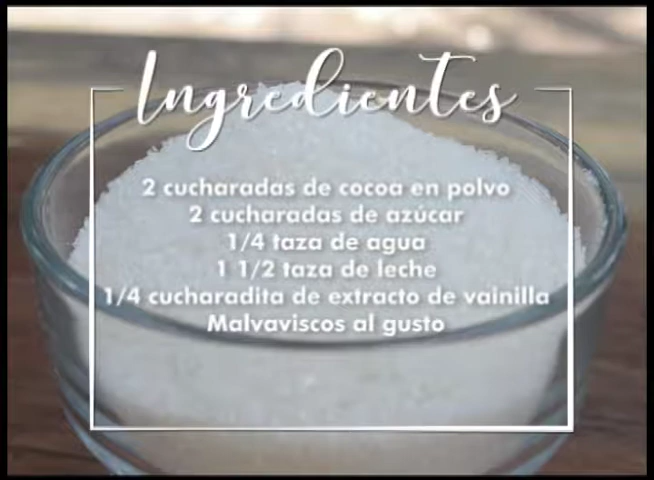 Ingredientes
2 cucharadas de cocoa en polvo
2 cucharadas de azúcar
1/4 taza de agua
1 1/2 taza de leche
1/4 cucharadita de extracto de vainilla
Malvaviscos al gusto